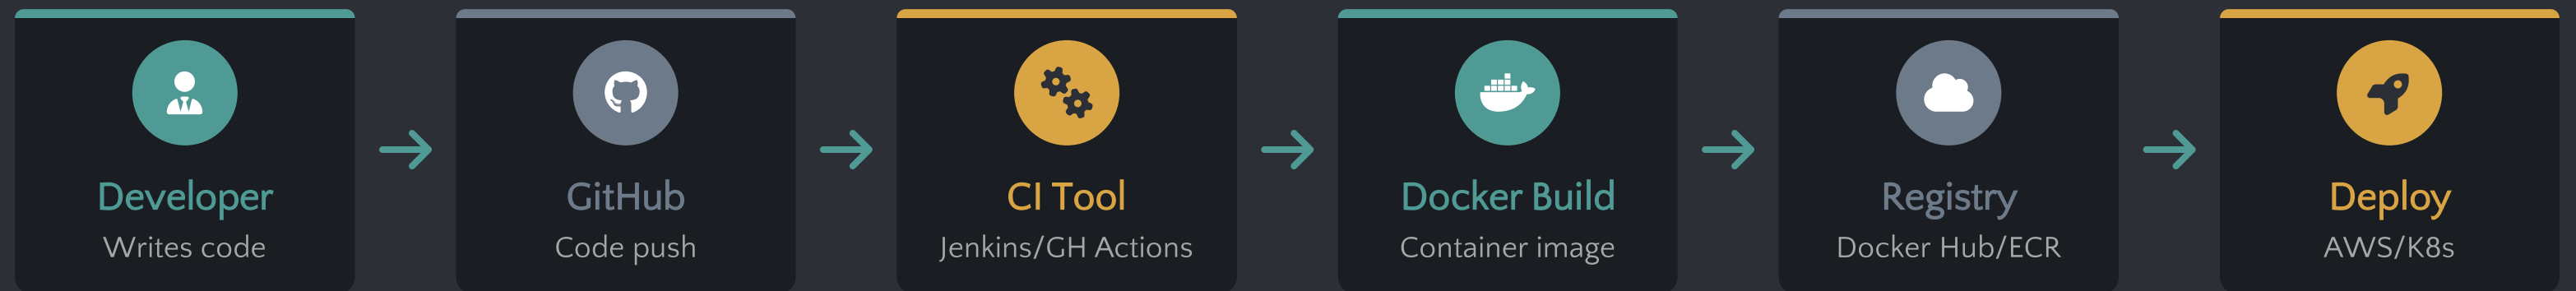 Developer
Writes code
GitHub
Code push
CI Tool
Jenkins/GH Actions
Docker Build
Container image
Registry
Docker Hub/ECR
Deploy
AWS/K8s